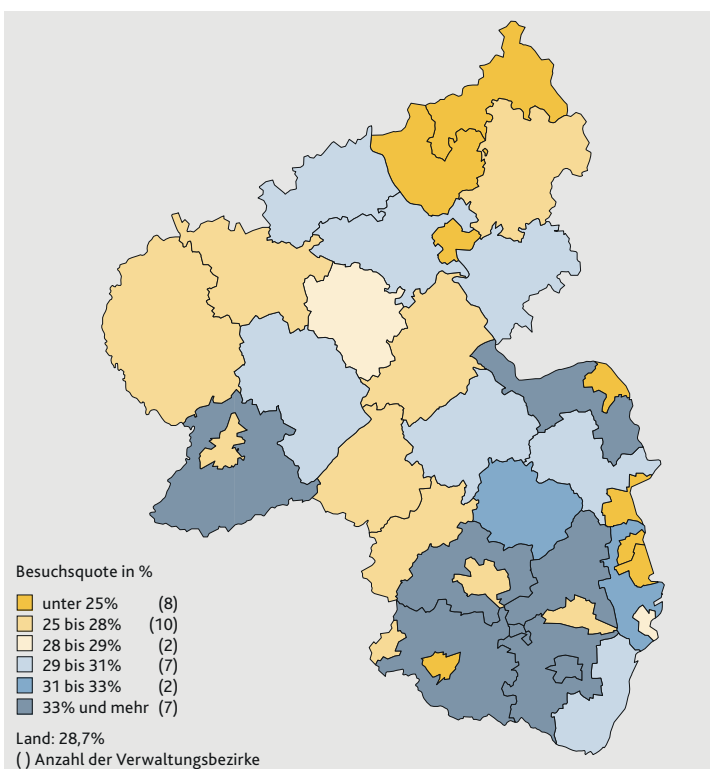 Besuchsquote in %
unter 25% (8)
25 bis 28% (10)
28 bis 29% (2)
29 bis 31% (7)
31 bis 33% (2)
33% und mehr (7)
Land: 28,7%
( ) Anzahl der Verwaltungsbezirke